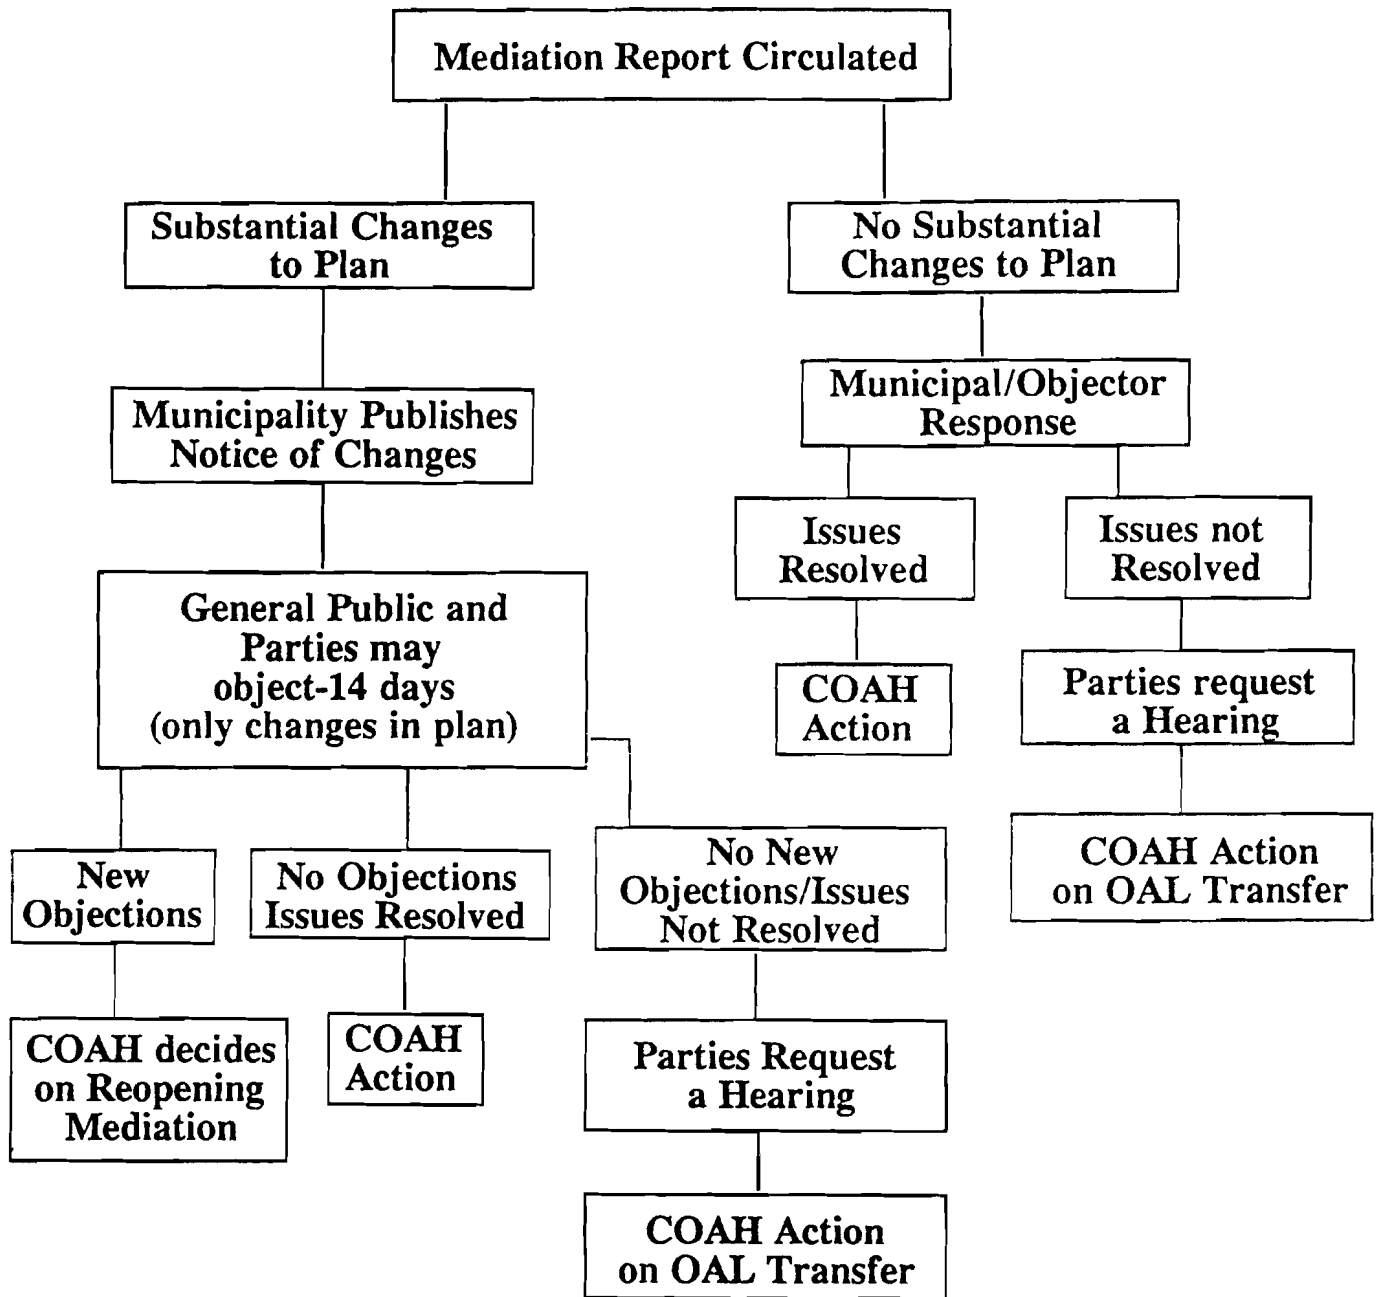 Mediation Report Circulated
Substantial Changes
to Plan
No Substantial
Changes to Plan
Municipality Publishes
Notice of Changes
Municipal/Objector
Response
General Public and
Parties may
object-14 days
(only changes in plan)
Issues
Resolved
Issues not
Resolved
COAH
Action
Parties request
a Hearing
COAH Action
on OAL Transfer
New
Objections
No Objections
Issues Resolved
No New
Objections/Issues
Not Resolved
COAH decides
on Reopening
Mediation
COAH
Action
Parties Request
a Hearing
COAH Action
on OAL Transfer